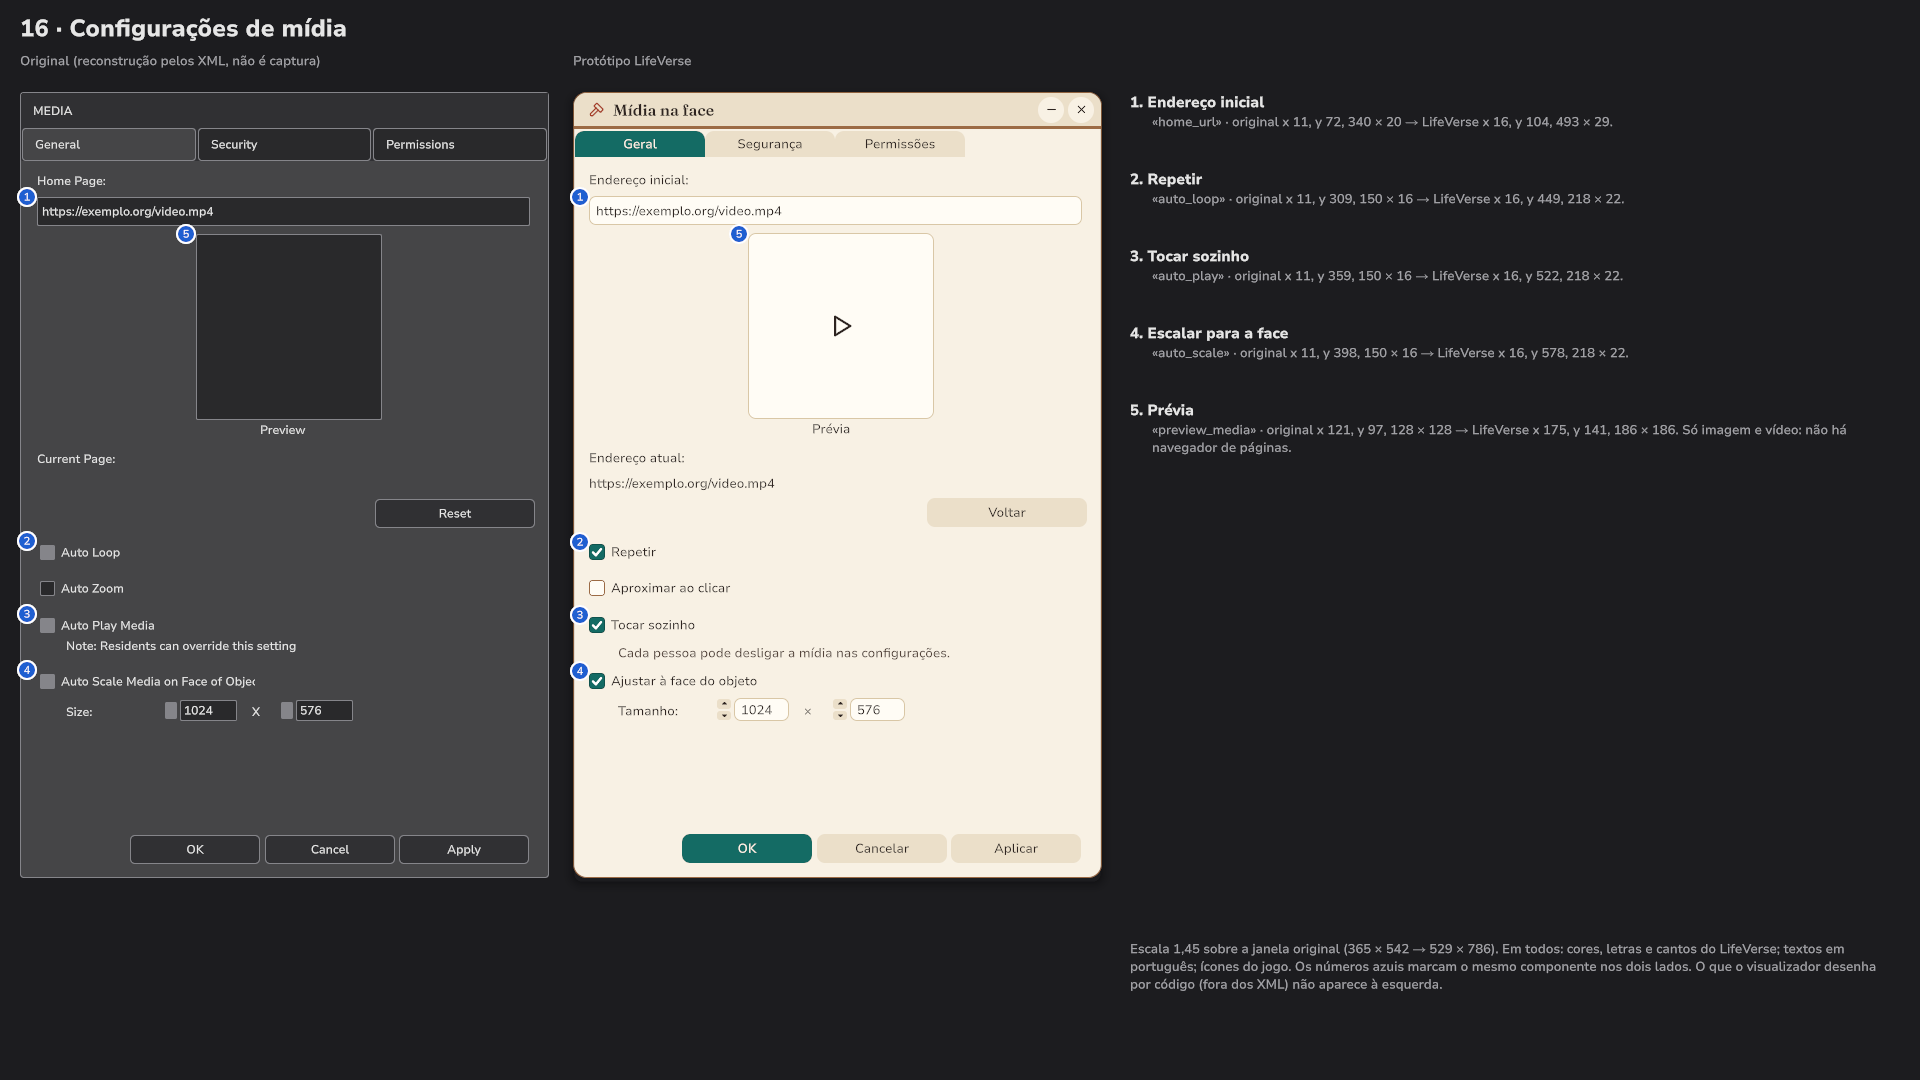 16 · Configurações de mídia
Original (reconstrução pelos XML, não é captura)
MEDIA
General
Security
Permissions
Home Page:
1
https://exemplo.org/video.mp4
5
Preview
Current Page:
Reset
2
Auto Loop
Auto Zoom
3
Auto Play Media
Note: Residents can override this setting
4
Auto Scale Media on Face of Objec
Size:
1024
X
576
OK
Cancel
Apply
Protótipo LifeVerse
Mídia na face
Geral
Segurança
Permissões
Endereço inicial:
1
https://exemplo.org/video.mp4
5
Prévia
Endereço atual:
https://exemplo.org/video.mp4
Voltar
2
Repetir
Aproximar ao clicar
3
Tocar sozinho
Cada pessoa pode desligar a mídia nas configurações.
4
Ajustar à face do objeto
Tamanho:
1024
×
576
OK
Cancelar
Aplicar
1. Endereço inicial
«home_url» · original x 11, y 72, 340 × 20 → LifeVerse x 16, y 104, 493 × 29.
2. Repetir
«auto_loop» · original x 11, y 309, 150 × 16 → LifeVerse x 16, y 449, 218 × 22.
3. Tocar sozinho
«auto_play» · original x 11, y 359, 150 × 16 → LifeVerse x 16, y 522, 218 × 22.
4. Escalar para a face
«auto_scale» · original x 11, y 398, 150 × 16 → LifeVerse x 16, y 578, 218 × 22.
5. Prévia
«preview_media» · original x 121, y 97, 128 × 128 → LifeVerse x 175, y 141, 186 × 186. Só imagem e vídeo: não há
navegador de páginas.
Escala 1,45 sobre a janela original (365 × 542 → 529 × 786). Em todos: cores, letras e cantos do LifeVerse; textos em
português; ícones do jogo. Os números azuis marcam o mesmo componente nos dois lados. O que o visualizador desenha
por código (fora dos XML) não aparece à esquerda.